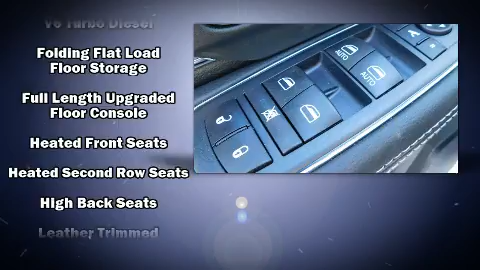 V6 Turbo Diesel
Folding Flat Load
Floor Storage
Full Length Upgraded
Floor Console
Heated Front Seats
Heated Second Row Seats
High Back Seats
Leather Trimmed
AUTO
AUTO